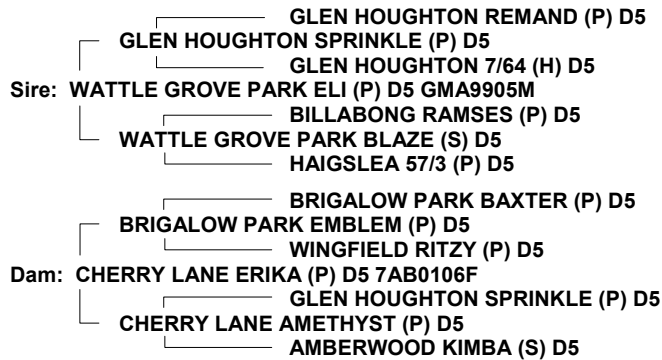 GLEN HOUGHTON REMAND (P) D5
GLEN HOUGHTON SPRINKLE (P) D5
GLEN HOUGHTON 7/64 (H) D5
Sire: WATTLE GROVE PARK ELI (P) D5 GMA9905M
BILLABONG RAMSES (P) D5
WATTLE GROVE PARK BLAZE (S) D5
HAIGSLEA 57/3 (P) D5
BRIGALOW PARK BAXTER (P) D5
BRIGALOW PARK EMBLEM (P) D5
WINGFIELD RITZY (P) D5
Dam: CHERRY LANE ERIKA (P) D5 7AB0106F
GLEN HOUGHTON SPRINKLE (P) D5
CHERRY LANE AMETHYST (P) D5
AMBERWOOD KIMBA (S) D5